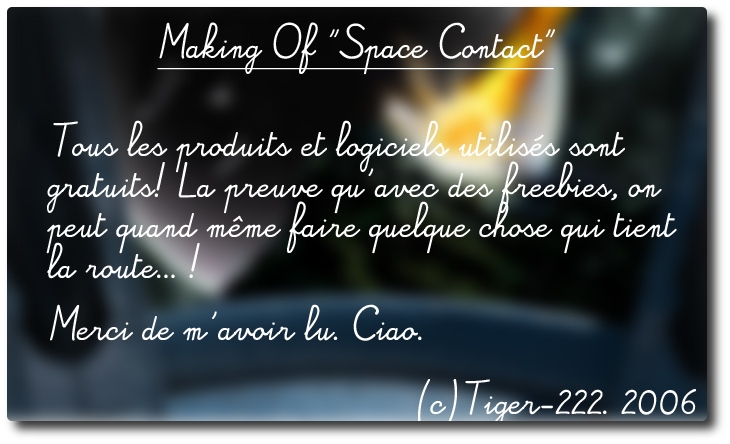 Making Of "Space Contact"
Tous les produits et logiciels utilisés sont
gratuits! La preuve qu'avec des freebies, on
peut quand même faire quelque chose qui tient
la route... !
Merci de m'avoir lu. Ciao.
(c)Tiger-222. 2006